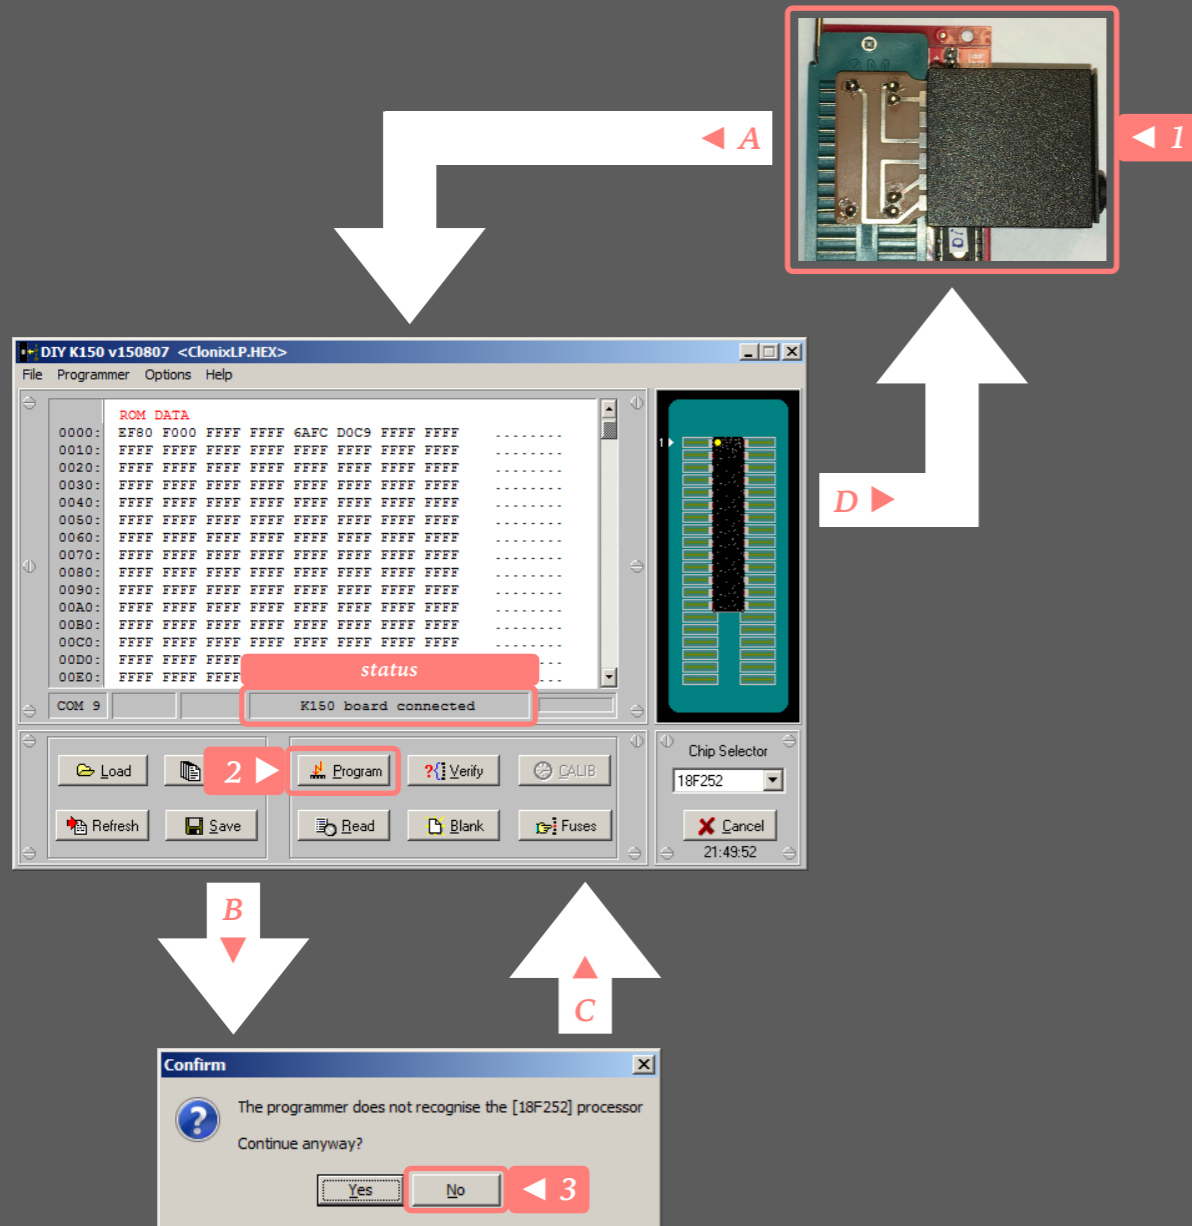 1
A
DIY K150 v150807 <ClonixLP.HEX>
File Programmer Options Help
ROM DATA
0000: EF80 F000 FFFF FFFF 6AFC D0C9 FFFF FFFF ........
0010: FFFF FFFF FFFF FFFF FFFF FFFF FFFF FFFF ........
0020: FFFF FFFF FFFF FFFF FFFF FFFF FFFF FFFF ........
0030: FFFF FFFF FFFF FFFF FFFF FFFF FFFF FFFF ........
0040: FFFF FFFF FFFF FFFF FFFF FFFF FFFF FFFF ........
0050: FFFF FFFF FFFF FFFF FFFF FFFF FFFF FFFF ........
0060: FFFF FFFF FFFF FFFF FFFF FFFF FFFF FFFF ........
0070: FFFF FFFF FFFF FFFF FFFF FFFF FFFF FFFF ........
0080: FFFF FFFF FFFF FFFF FFFF FFFF FFFF FFFF ........
0090: FFFF FFFF FFFF FFFF FFFF FFFF FFFF FFFF ........
00A0: FFFF FFFF FFFF FFFF FFFF FFFF FFFF FFFF ........
00B0: FFFF FFFF FFFF FFFF FFFF FFFF FFFF FFFF ........
00C0: FFFF FFFF FFFF FFFF FFFF FFFF FFFF FFFF ........
00D0: FFFF FFFF FFFF ...
00E0: FFFF FFFF FFFF ...
status
COM 9 K150 board connected
1
D
Load 2 Program ?{ Verify CALIB
Refresh Save Read Blank Fuses
Chip Selector
18F252
Cancel
21:49:52
B
C
Confirm
The programmer does not recognise the [18F252] processor
Continue anyway?
Yes No 3